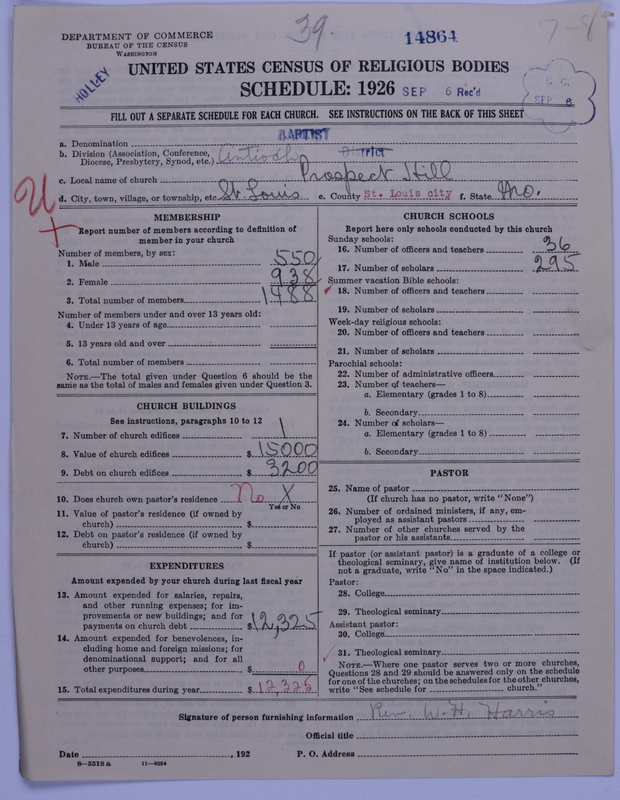 39.
7-8
DEPARTMENT OF COMMERCE
BUREAU OF THE CENSUS
WASHINGTON
14864
HOLLEY
UNITED STATES CENSUS OF RELIGIOUS BODIES
SCHEDULE: 1926
SEP 6 Rec'd
SEP 8
FILL OUT A SEPARATE SCHEDULE FOR EACH CHURCH. SEE INSTRUCTIONS ON THE BACK OF THIS SHEET
a. Denomination BAPTIST
b. Division (Association, Conference, Diocese, Presbytery, Synod, etc.) Antioch District
c. Local name of church Prospect Hill
d. City, town, village, or township, etc. St. Louis e. County St. Louis city f. State Mo.
MEMBERSHIP
Report number of members according to definition of
member in your church
Number of members, by sex:
1. Male 550
2. Female 938
3. Total number of members 1488
Number of members under and over 13 years old:
4. Under 13 years of age
5. 13 years old and over
6. Total number of members
NOTE.—The total given under Question 6 should be the
same as the total of males and females given under Question 3.
CHURCH BUILDINGS
See instructions, paragraphs 10 to 12
7. Number of church edifices 1
8. Value of church edifices $ 15000
9. Debt on church edifices $ 3200
10. Does church own pastor's residence No X
Yes or No
11. Value of pastor's residence (if owned by
church) $
12. Debt on pastor's residence (if owned by
church) $
EXPENDITURES
Amount expended by your church during last fiscal year
13. Amount expended for salaries, repairs,
and other running expenses; for im-
provements or new buildings; and for
payments on church debt $ 12,325
14. Amount expended for benevolences, in-
cluding home and foreign missions; for
denominational support; and for all
other purposes $ 0
15. Total expenditures during year $ 12,325
CHURCH SCHOOLS
Report here only schools conducted by this church
Sunday schools:
16. Number of officers and teachers 36
17. Number of scholars 295
Summer vacation Bible schools:
18. Number of officers and teachers
19. Number of scholars
Week-day religious schools:
20. Number of officers and teachers
21. Number of scholars
Parochial schools:
22. Number of administrative officers
23. Number of teachers—
a. Elementary (grades 1 to 8)
b. Secondary
24. Number of scholars—
a. Elementary (grades 1 to 8)
b. Secondary
PASTOR
25. Name of pastor
(If church has no pastor, write "None")
26. Number of ordained ministers, if any, em-
ployed as assistant pastors
27. Number of other churches served by the
pastor or his assistants
If pastor (or assistant pastor) is a graduate of a college or
theological seminary, give name of institution below. (If
not a graduate, write "No" in the space indicated.)
Pastor:
28. College
29. Theological seminary
Assistant pastor:
30. College
31. Theological seminary
NOTE.—Where one pastor serves two or more churches,
Questions 28 and 29 should be answered only on the schedule
for one of the churches; on the schedules for the other churches,
write "See schedule for church."
Signature of person furnishing information Rev. W. H. Harris
Official title
Date , 192 P. O. Address
8—5518 a 11—9054